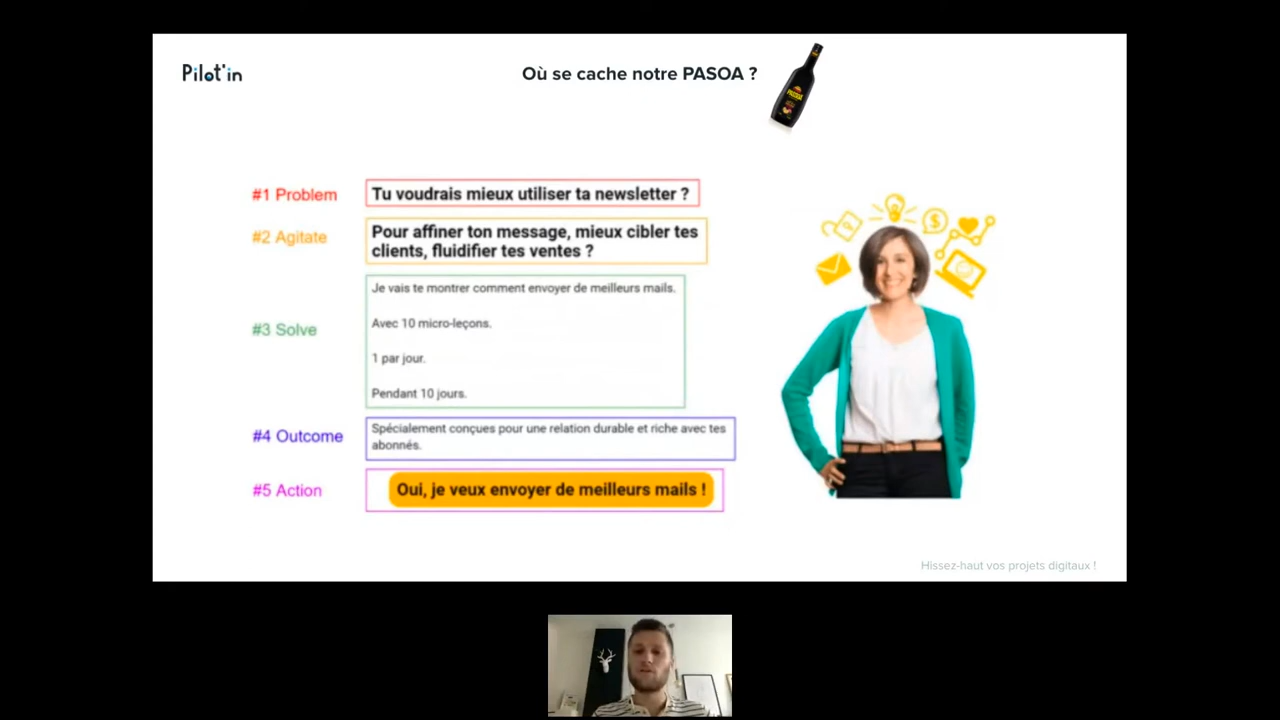 Pilot'in
Où se cache notre PASOA ?
#1 Problem
Tu voudrais mieux utiliser ta newsletter ?
#2 Agitate
Pour affiner ton message, mieux cibler tes
clients, fluidifier tes ventes ?
#3 Solve
Je vais te montrer comment envoyer de meilleurs mails.
Avec 10 micro-leçons.
1 par jour.
Pendant 10 jours.
#4 Outcome
Spécialement conçues pour une relation durable et riche avec tes
abonnés.
#5 Action
Oui, je veux envoyer de meilleurs mails !
Hissez-haut vos projets digitaux !